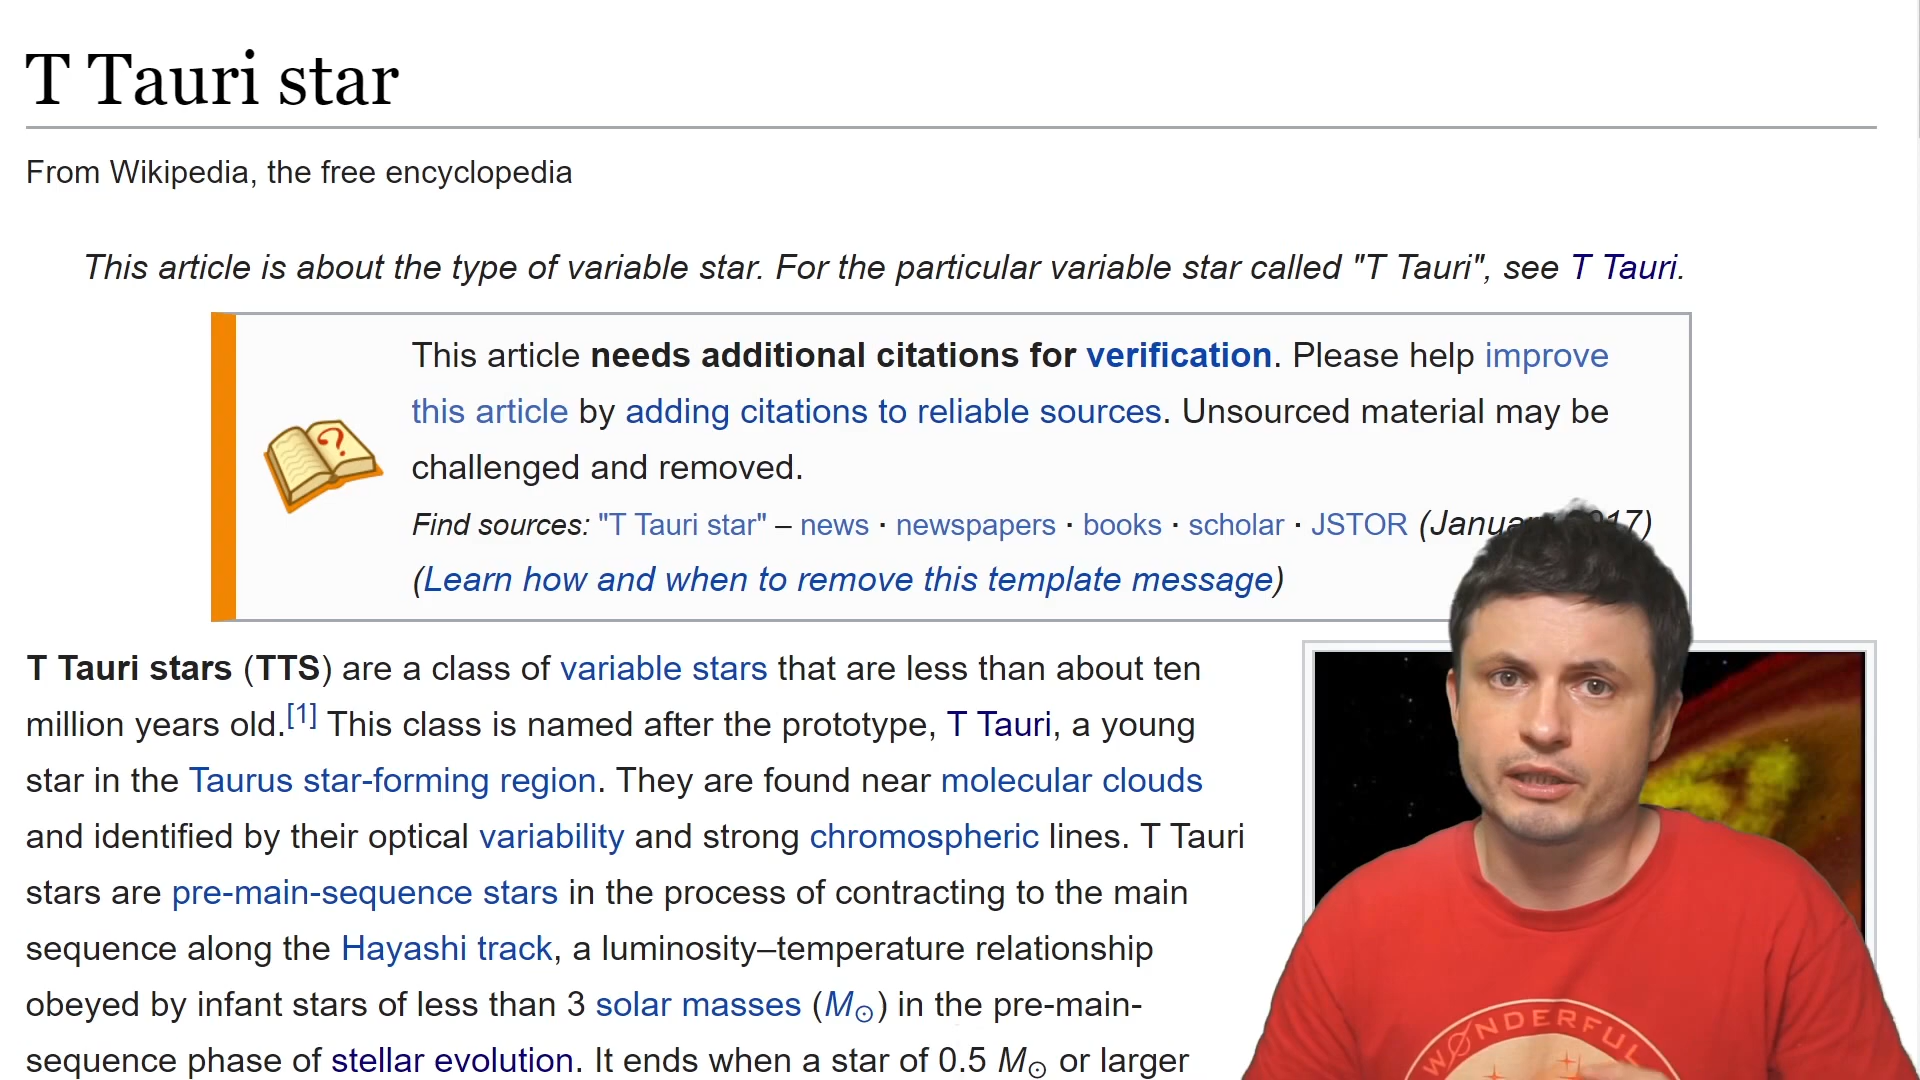 T Tauri star
From Wikipedia, the free encyclopedia
This article is about the type of variable star. For the particular variable star called "T Tauri", see T Tauri.
This article needs additional citations for verification. Please help improve
this article by adding citations to reliable sources. Unsourced material may be
challenged and removed.
Find sources: "T Tauri star" – news · newspapers · books · scholar · JSTOR
(Learn how and when to remove this template message)
T Tauri stars (TTS) are a class of variable stars that are less than about ten
million years old.[1] This class is named after the prototype, T Tauri, a young
star in the Taurus star-forming region. They are found near molecular clouds
and identified by their optical variability and strong chromospheric lines. T Tauri
stars are pre-main-sequence stars in the process of contracting to the main
sequence along the Hayashi track, a luminosity–temperature relationship
obeyed by infant stars of less than 3 solar masses (M☉) in the pre-main-
sequence phase of stellar evolution. It ends when a star of 0.5 M☉ or larger
WØNDERFUL